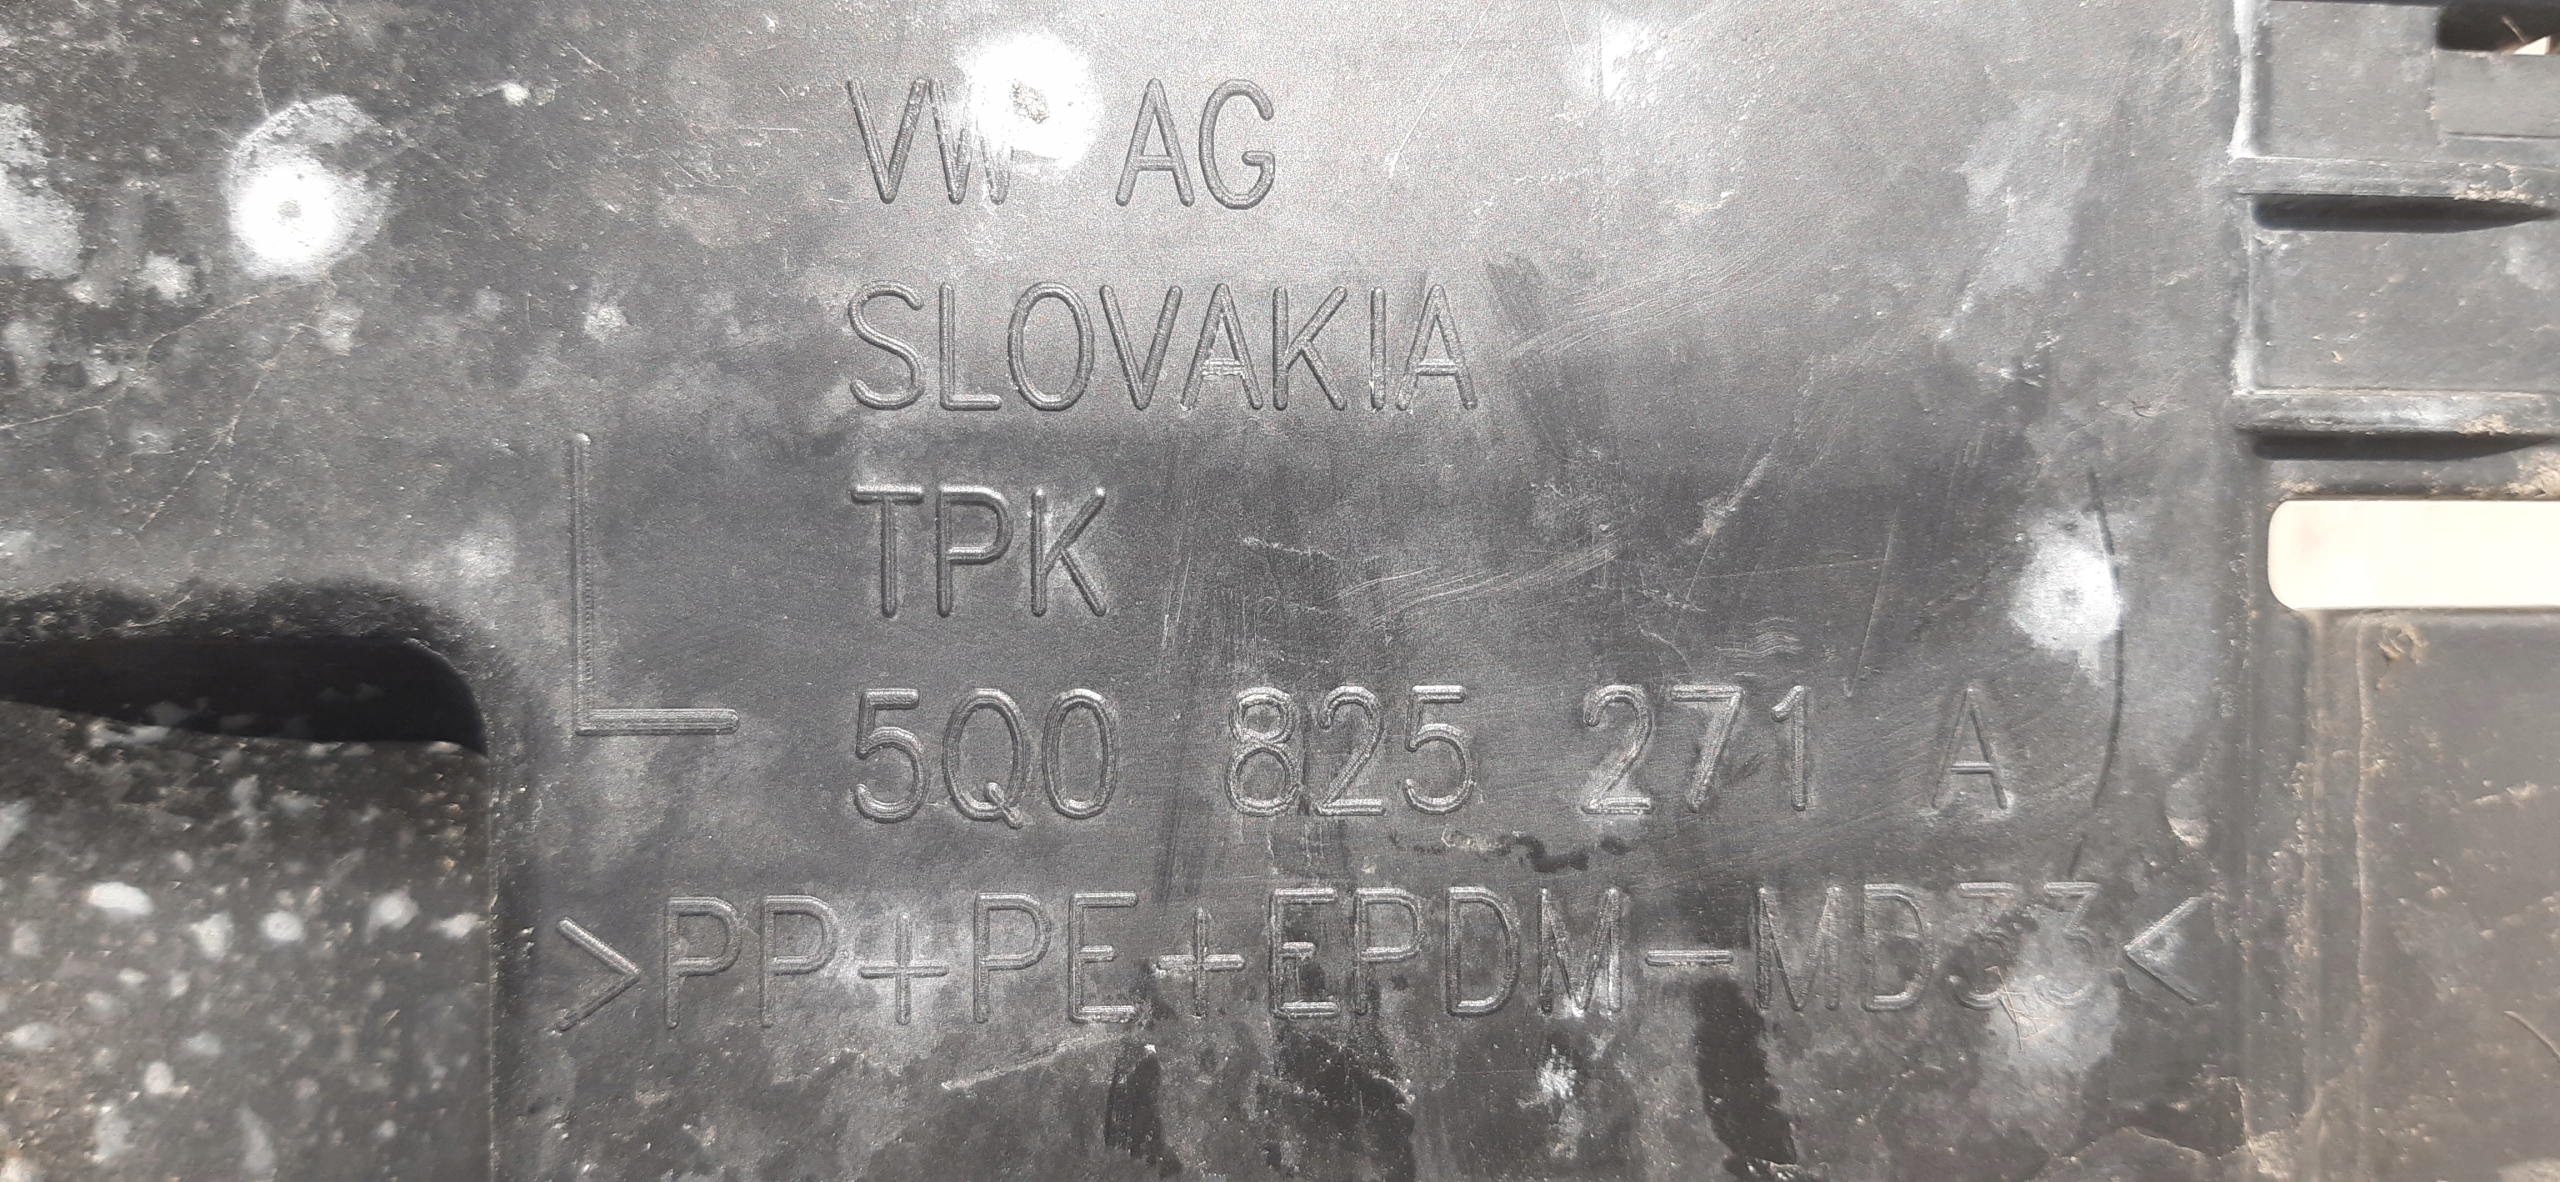 VW AG
SLOVAKIA
TPK
5Q0 825 271 A
>PP+PE+EPDM-MD33<